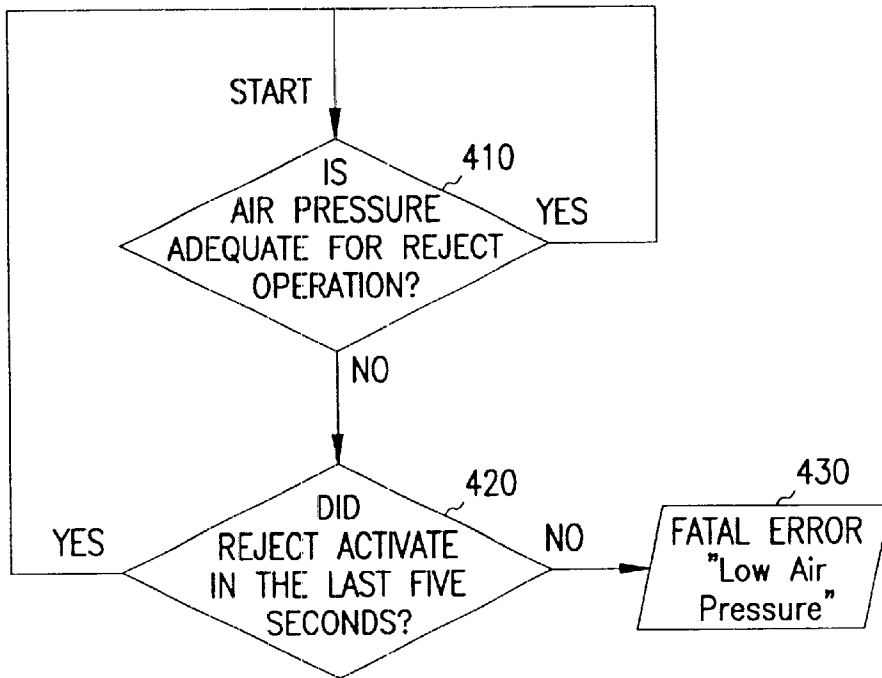 START
410
IS
AIR PRESSURE
ADEQUATE FOR REJECT
OPERATION?
YES
NO
420
DID
REJECT ACTIVATE
IN THE LAST FIVE
SECONDS?
YES
NO
430
FATAL ERROR
"Low Air
Pressure"